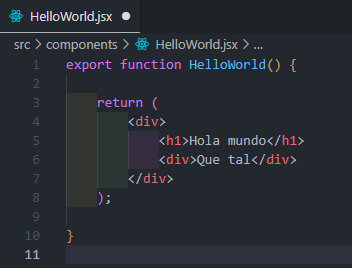 HelloWorld.jsx
src > components > HelloWorld.jsx > ...
1 export function HelloWorld() {
2
3     return (
4         <div>
5             <h1>Hola mundo</h1>
6             <div>Que tal</div>
7         </div>
8     );
9
10 }
11